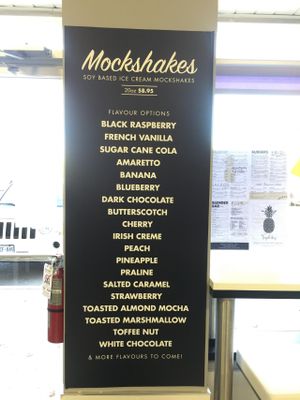 Mockshakes
SOY BASED ICE CREAM MOCKSHAKES
20oz $8.95
FLAVOUR OPTIONS
BLACK RASPBERRY
FRENCH VANILLA
SUGAR CANE COLA
AMARETTO
BANANA
BLUEBERRY
DARK CHOCOLATE
BUTTERSCOTCH
CHERRY
IRISH CREME
PEACH
PINEAPPLE
PRALINE
SALTED CARAMEL
STRAWBERRY
TOASTED ALMOND MOCHA
TOASTED MARSHMALLOW
TOFFEE NUT
WHITE CHOCOLATE
& MORE FLAVOURS TO COME!